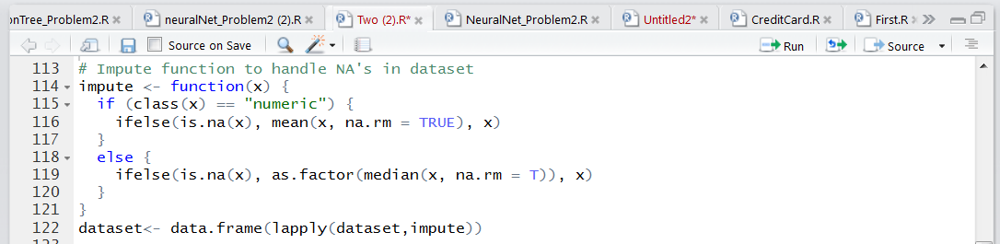 onTree_Problem2.R neuralNet_Problem2 (2).R Two (2).R* NeuralNet_Problem2.R Untitled2* CreditCard.R First.R
Source on Save Run Source
113 # Impute function to handle NA's in dataset
114 impute <- function(x) {
115 if (class(x) == "numeric") {
116 ifelse(is.na(x), mean(x, na.rm = TRUE), x)
117 }
118 else {
119 ifelse(is.na(x), as.factor(median(x, na.rm = T)), x)
120 }
121 }
122 dataset<- data.frame(lapply(dataset,impute))